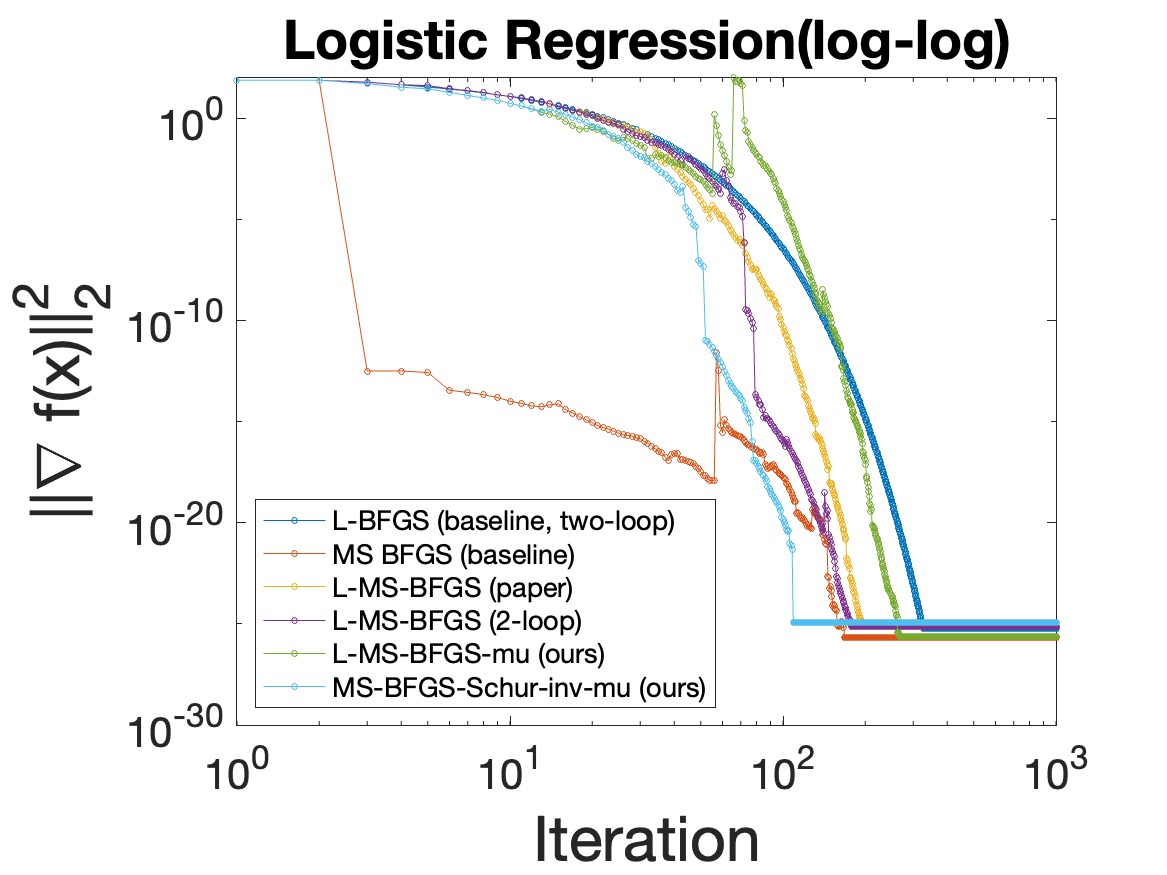 Logistic Regression(log-log)
10^0
10^-10
10^-20
10^-30
||∇ f(x)||_2^2
L-BFGS (baseline, two-loop)
MS BFGS (baseline)
L-MS-BFGS (paper)
L-MS-BFGS (2-loop)
L-MS-BFGS-mu (ours)
MS-BFGS-Schur-inv-mu (ours)
10^0 10^1 10^2 10^3
Iteration